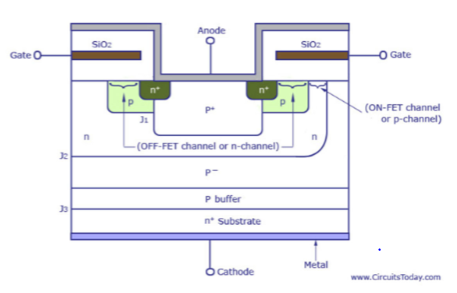 Anode
SiO2
SiO2
Gate
Gate
n+
n+
p
P+
p
(ON-FET channel
or p-channel)
J1
n
n
(OFF-FET channel or n-channel)
J2
P−
P buffer
J3
n+ Substrate
Cathode
Metal
www.CircuitsToday.com